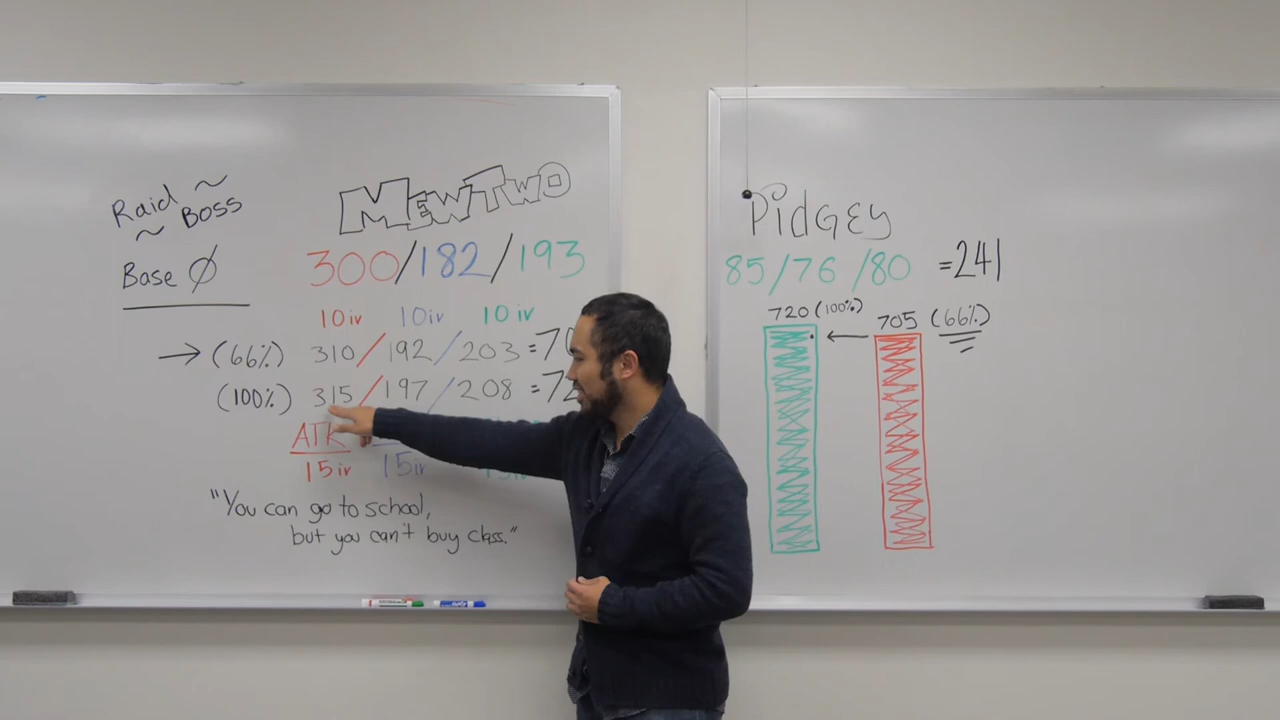 Raid ~
~ Boss
Base Ø
MEWTWO
300/182/193
10iv 10iv 10iv
→(66%) 310/192/203=70
(100%) 315/197/208=72
ATK
15iv 15iv 15iv
"You can go to school,
but you can't buy class."
PidGEY
85/76/80 =241
720(100%) ← 705 (66%)